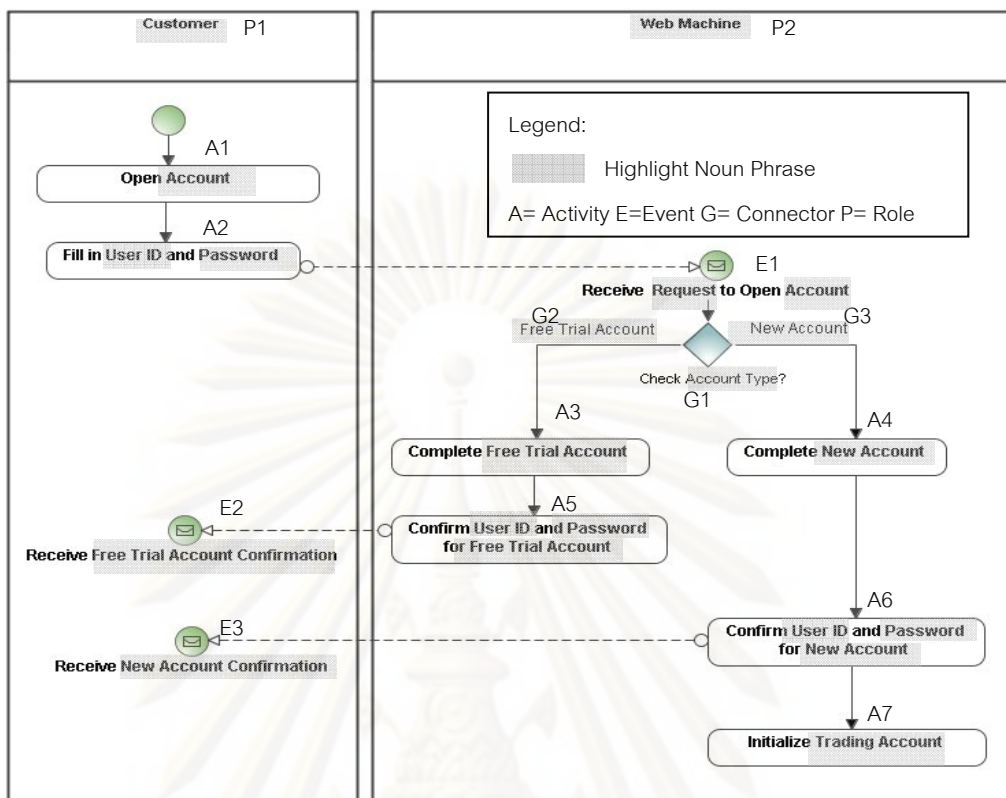 Customer P1
Web Machine P2
Legend:
Highlight Noun Phrase
A= Activity E=Event G= Connector P= Role
A1
Open Account
A2
Fill in User ID and Password
E1
Receive Request to Open Account
G2
Free Trial Account
New Account
G3
Check Account Type?
G1
A3
Complete Free Trial Account
A4
Complete New Account
A5
Confirm User ID and Password
for Free Trial Account
E2
Receive Free Trial Account Confirmation
A6
Confirm User ID and Password
for New Account
E3
Receive New Account Confirmation
A7
Initialize Trading Account